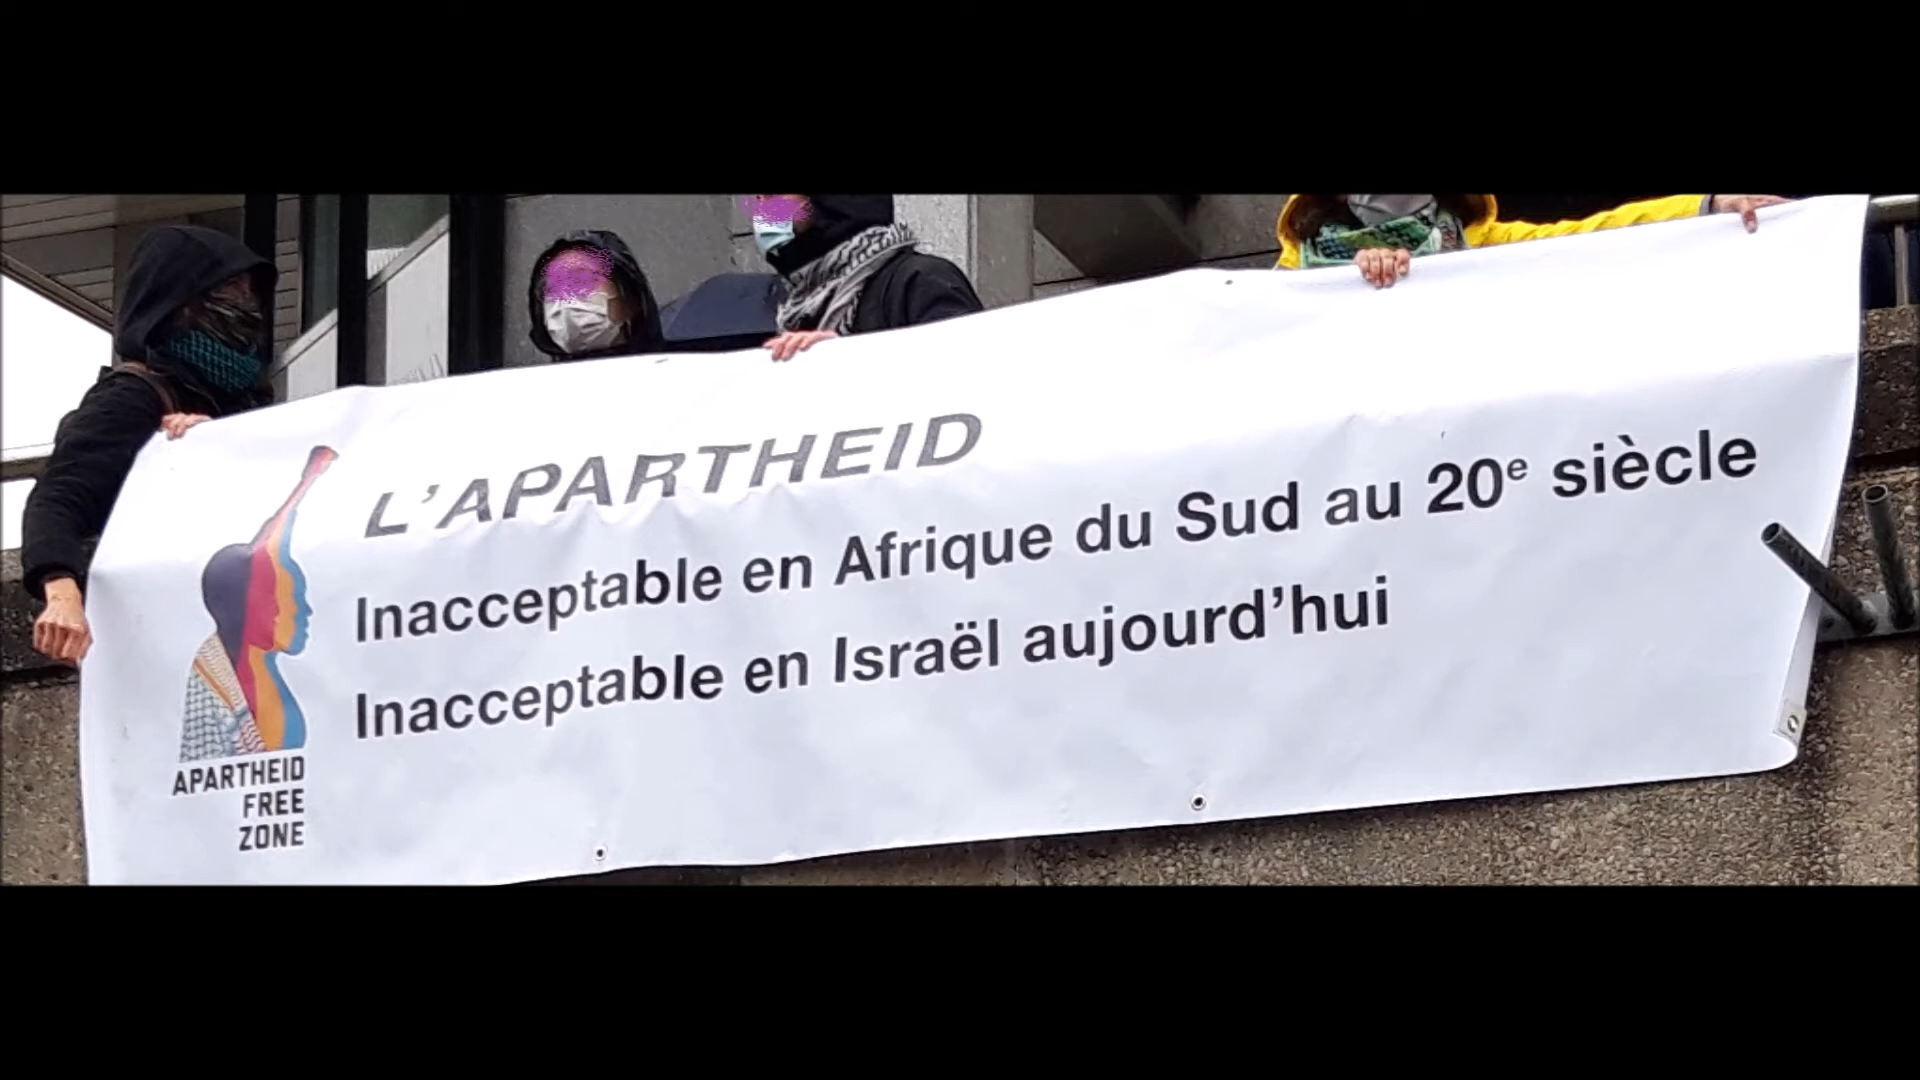 L'APARTHEID
Inacceptable en Afrique du Sud au 20e siècle
Inacceptable en Israël aujourd'hui
APARTHEID
FREE
ZONE